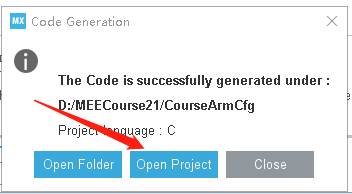 MX Code Generation
The Code is successfully generated under :
D:/MEECourse21/CourseArmCfg
Project language : C
Open Folder Open Project Close